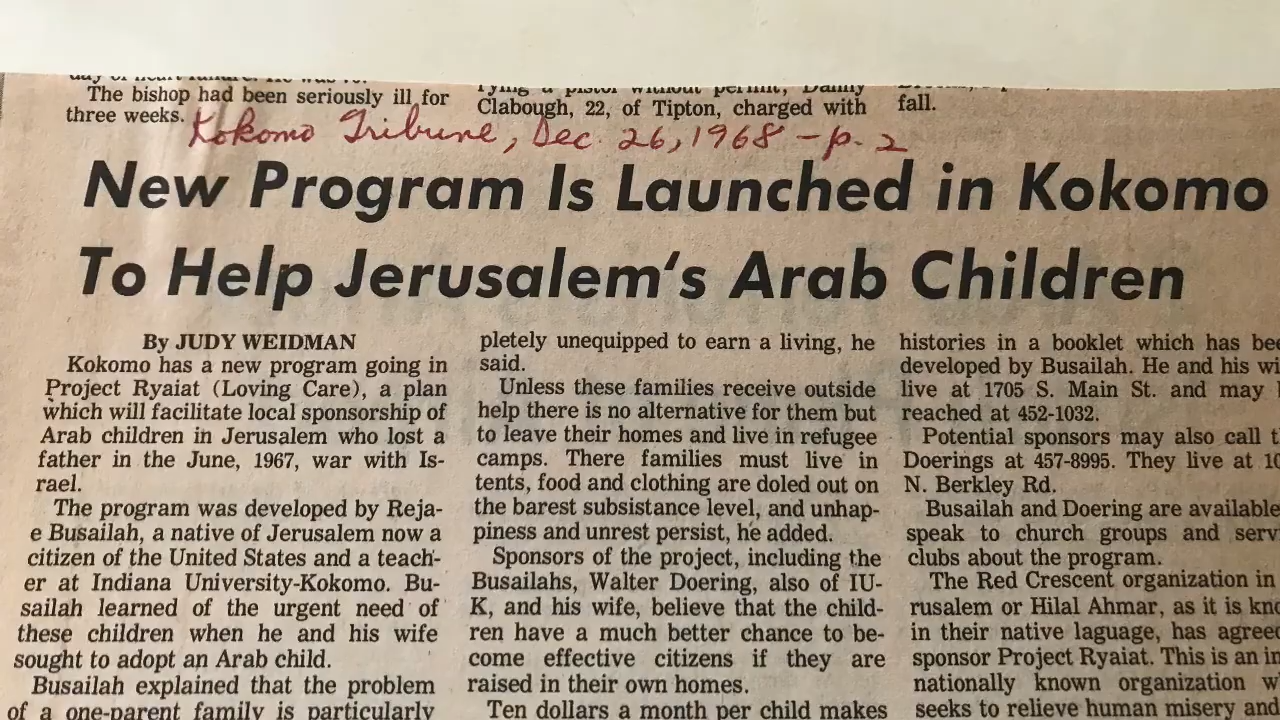 The bishop had been seriously ill for
three weeks.
Clabough, 22, of Tipton, charged with
fall.
Kokomo Tribune, Dec. 26, 1968 - p. 2
New Program Is Launched in Kokomo
To Help Jerusalem's Arab Children
By JUDY WEIDMAN
Kokomo has a new program going in
Project Ryaiat (Loving Care), a plan
which will facilitate local sponsorship of
Arab children in Jerusalem who lost a
father in the June, 1967, war with Is-
rael.
The program was developed by Reja-
e Busailah, a native of Jerusalem now a
citizen of the United States and a teach-
er at Indiana University-Kokomo. Bu-
sailah learned of the urgent need of
these children when he and his wife
sought to adopt an Arab child.
Busailah explained that the problem
of a one-parent family is particularly
pletely unequipped to earn a living, he
said.
Unless these families receive outside
help there is no alternative for them but
to leave their homes and live in refugee
camps. There families must live in
tents, food and clothing are doled out on
the barest subsistance level, and unhap-
piness and unrest persist, he added.
Sponsors of the project, including the
Busailahs, Walter Doering, also of IU-
K, and his wife, believe that the child-
ren have a much better chance to be-
come effective citizens if they are
raised in their own homes.
Ten dollars a month per child makes
histories in a booklet which has
developed by Busailah. He and his
live at 1705 S. Main St. and may
reached at 452-1032.
Potential sponsors may also call
Doerings at 457-8995. They live at
N. Berkley Rd.
Busailah and Doering are available
speak to church groups and
clubs about the program.
The Red Crescent organization in
rusalem or Hilal Ahmar, as it is
in their native laguage, has
sponsor Project Ryaiat. This is an
nationally known organization
seeks to relieve human misery and